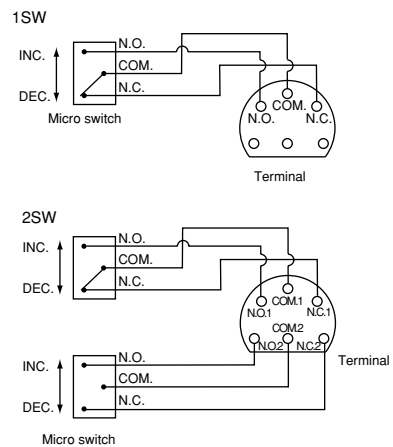 1SW
INC.
DEC.
N.O.
COM.
N.C.
Micro switch
COM.
N.O.
N.C.
Terminal
2SW
INC.
DEC.
N.O.
COM.
N.C.
COM.1
N.O.1
N.C.1
COM.2
N.O.2
N.C.2
Terminal
INC.
DEC.
N.O.
COM.
N.C.
Micro switch